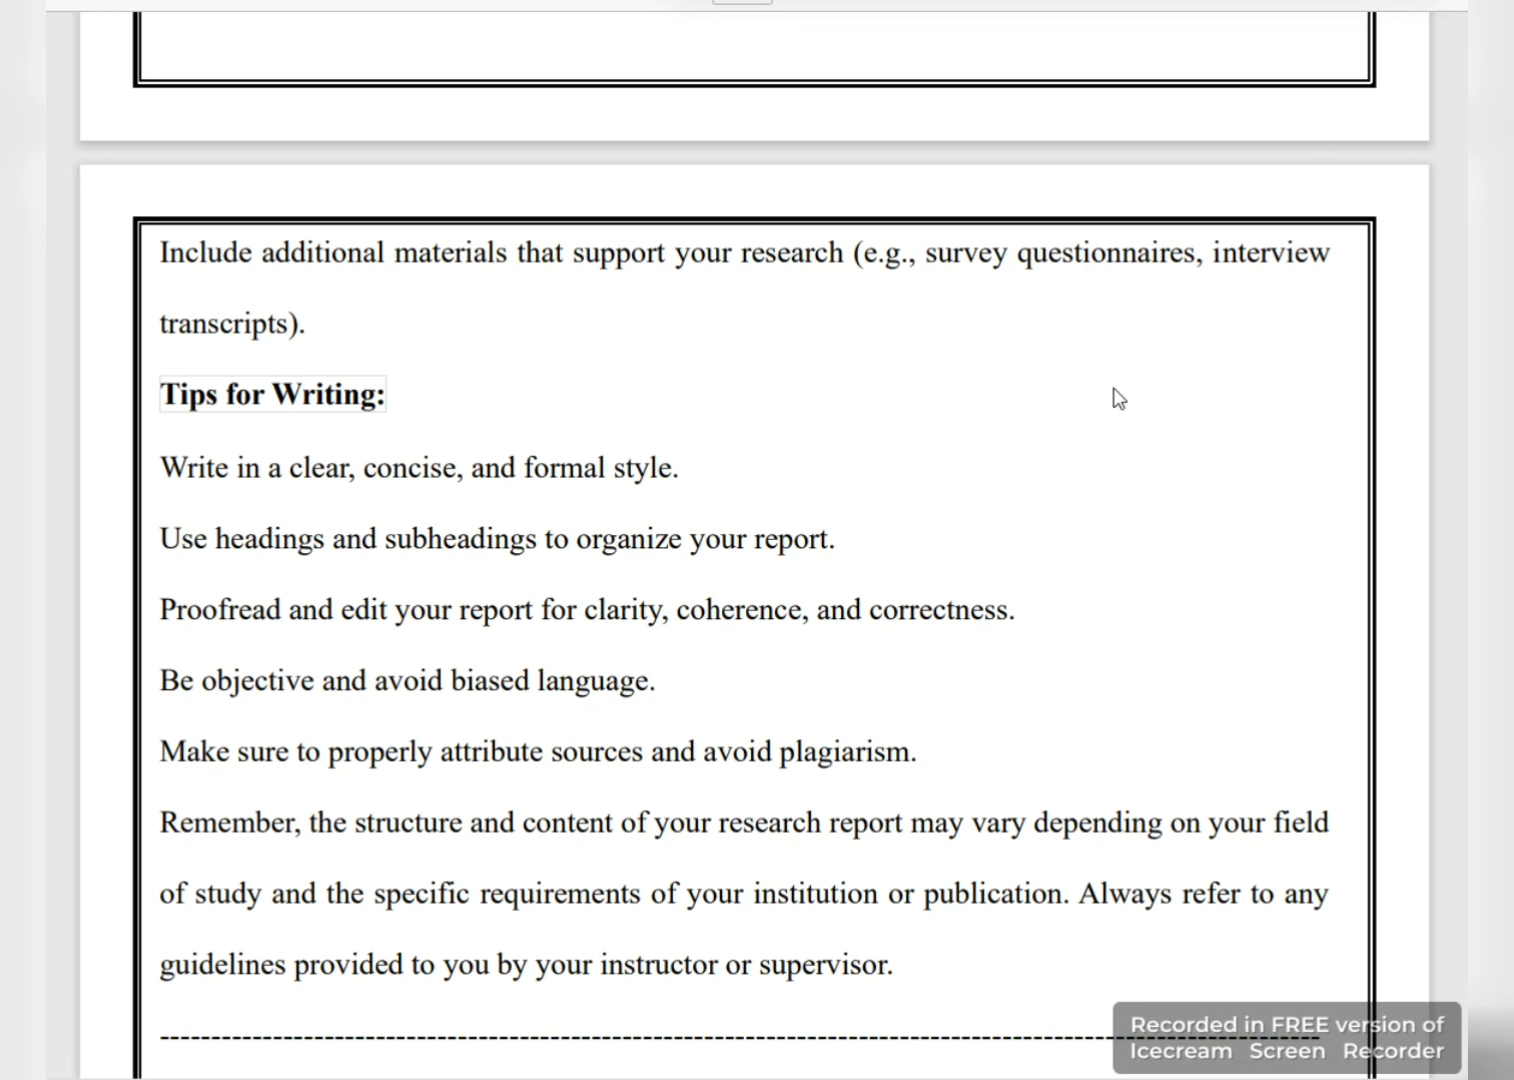 Include additional materials that support your research (e.g., survey questionnaires, interview
transcripts).
Tips for Writing:
Write in a clear, concise, and formal style.
Use headings and subheadings to organize your report.
Proofread and edit your report for clarity, coherence, and correctness.
Be objective and avoid biased language.
Make sure to properly attribute sources and avoid plagiarism.
Remember, the structure and content of your research report may vary depending on your field
of study and the specific requirements of your institution or publication. Always refer to any
guidelines provided to you by your instructor or supervisor.
Recorded in FREE version of
Icecream Screen Recorder